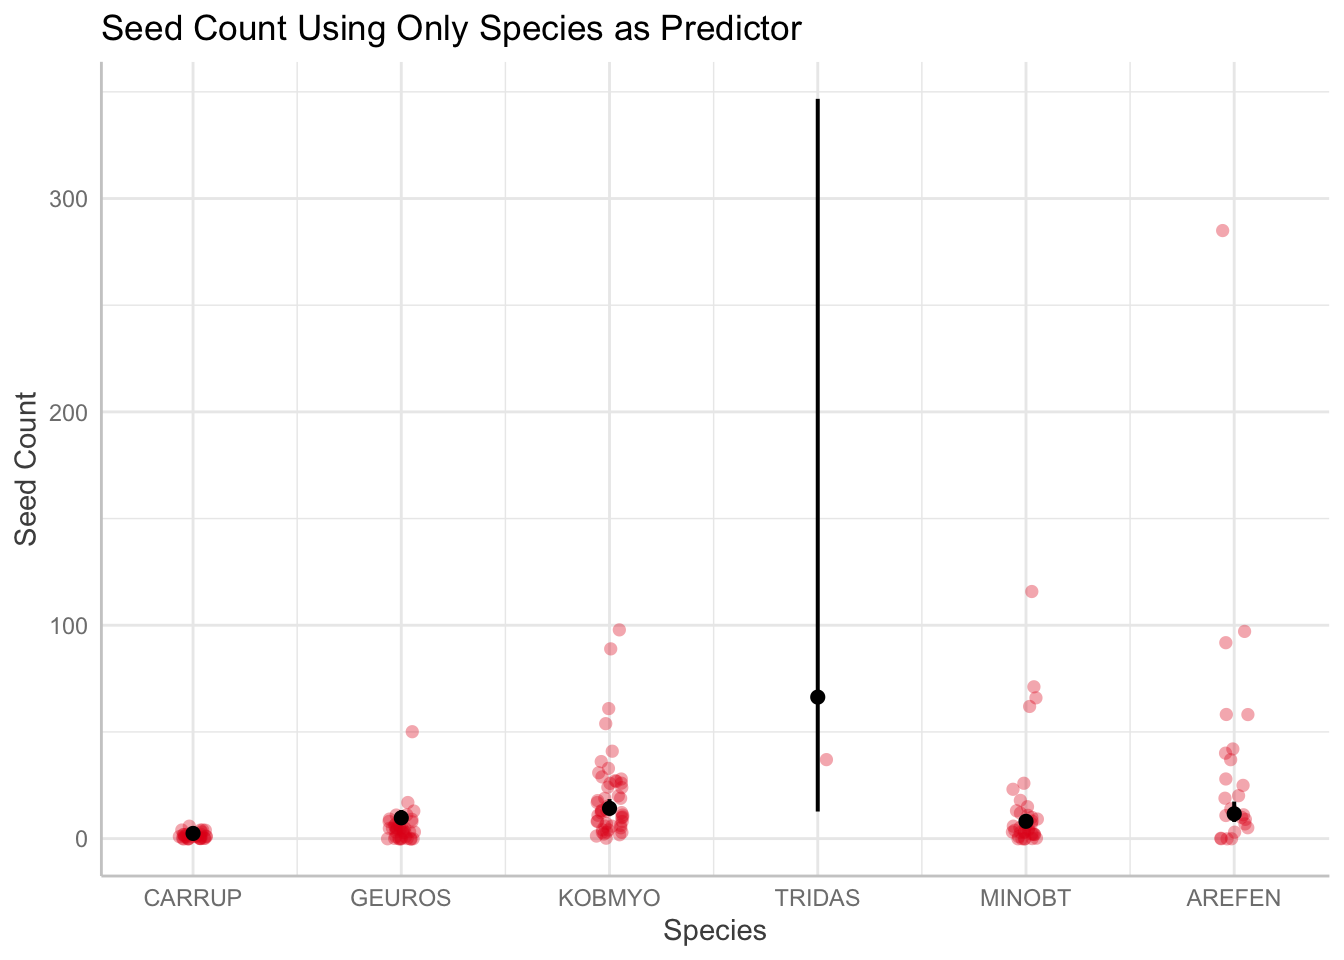 Seed Count Using Only Species as Predictor
Seed Count
300
200
100
0
CARRUP GEUROS KOBMYO TRIDAS MINOBT AREFEN
Species